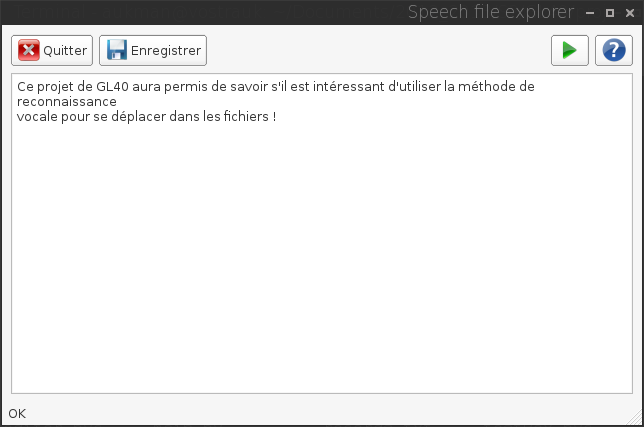 Speech file explorer
Quitter Enregistrer
Ce projet de GL40 aura permis de savoir s'il est intéressant d'utiliser la méthode de
reconnaissance
vocale pour se déplacer dans les fichiers !
OK